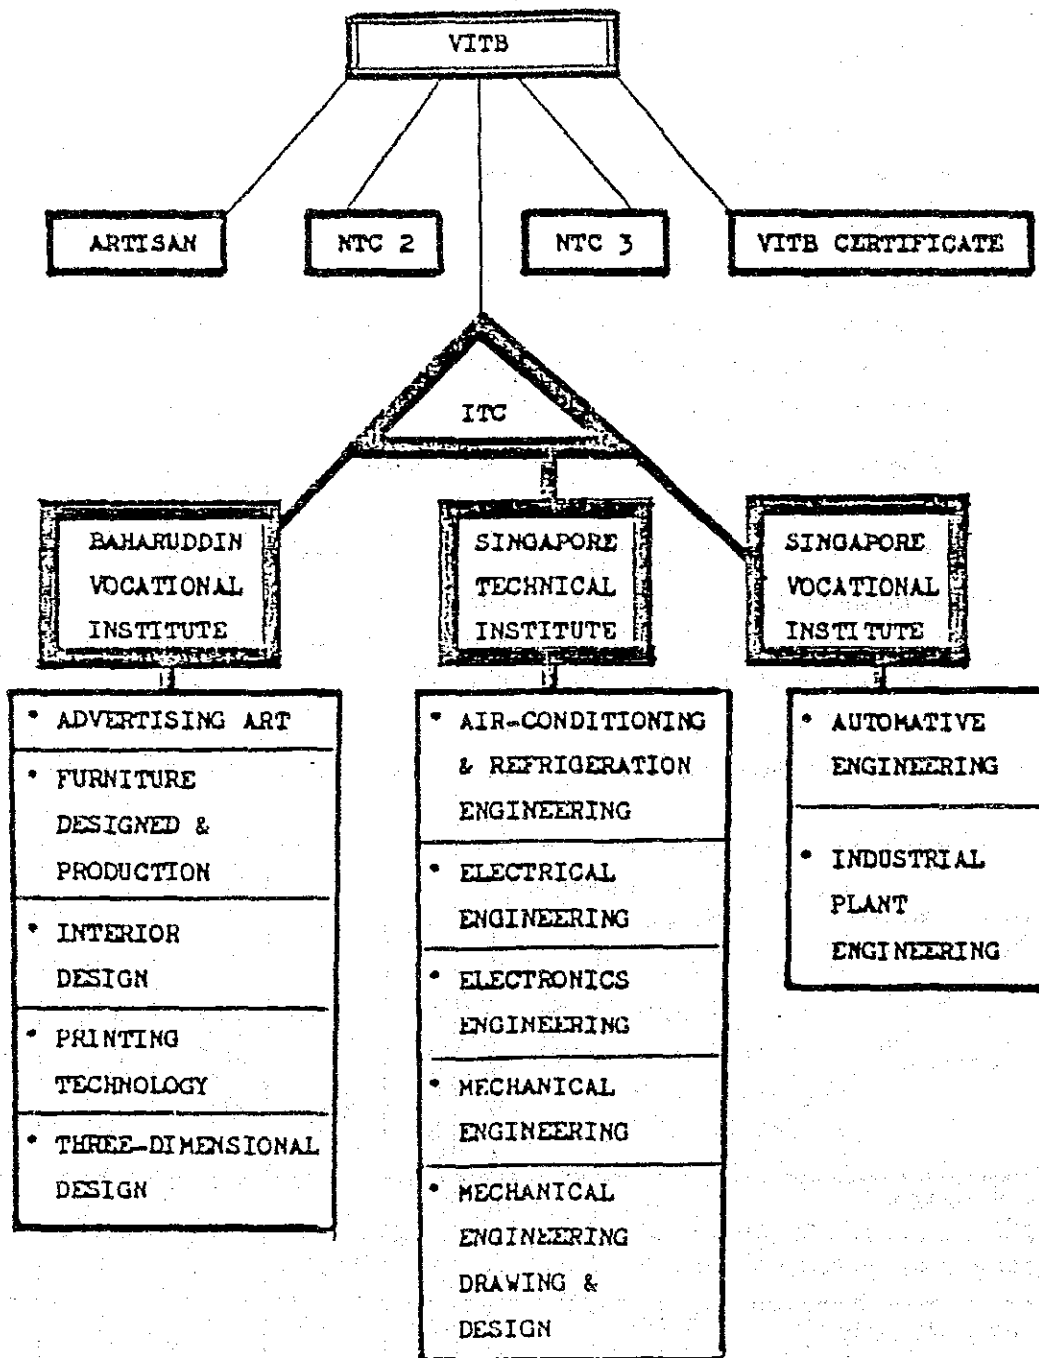 VITB
ARTISAN
NTC 2
NTC 3
VITB CERTIFICATE
ITC
BAHARUDDIN
VOCATIONAL
INSTITUTE
SINGAPORE
TECHNICAL
INSTITUTE
SINGAPORE
VOCATIONAL
INSTITUTE
• ADVERTISING ART
• FURNITURE
DESIGNED &
PRODUCTION
• INTERIOR
DESIGN
• PRINTING
TECHNOLOGY
• THREE-DIMENSIONAL
DESIGN
• AIR-CONDITIONING
& REFRIGERATION
ENGINEERING
• ELECTRICAL
ENGINEERING
• ELECTRONICS
ENGINEERING
• MECHANICAL
ENGINEERING
• MECHANICAL
ENGINEERING
DRAWING &
DESIGN
• AUTOMATIVE
ENGINEERING
• INDUSTRIAL
PLANT
ENGINEERING